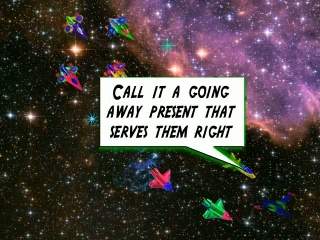 Call it a going
away present that
serves them right